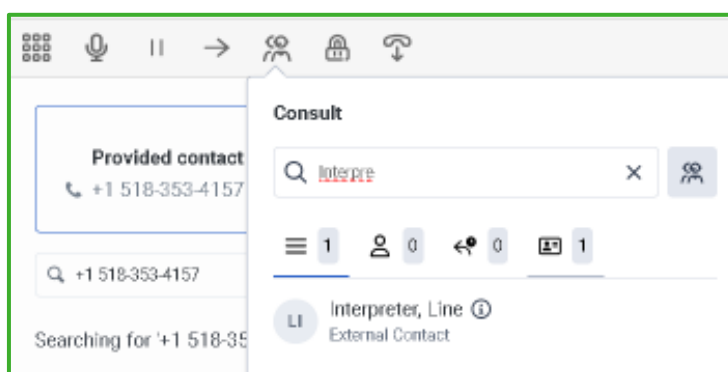 Consult
Provided contact
+1 518-353-4157
Interpre
1 0 0 1
+1 518-353-4157
LI
Interpreter, Line
External Contact
Searching for '+1 518-35